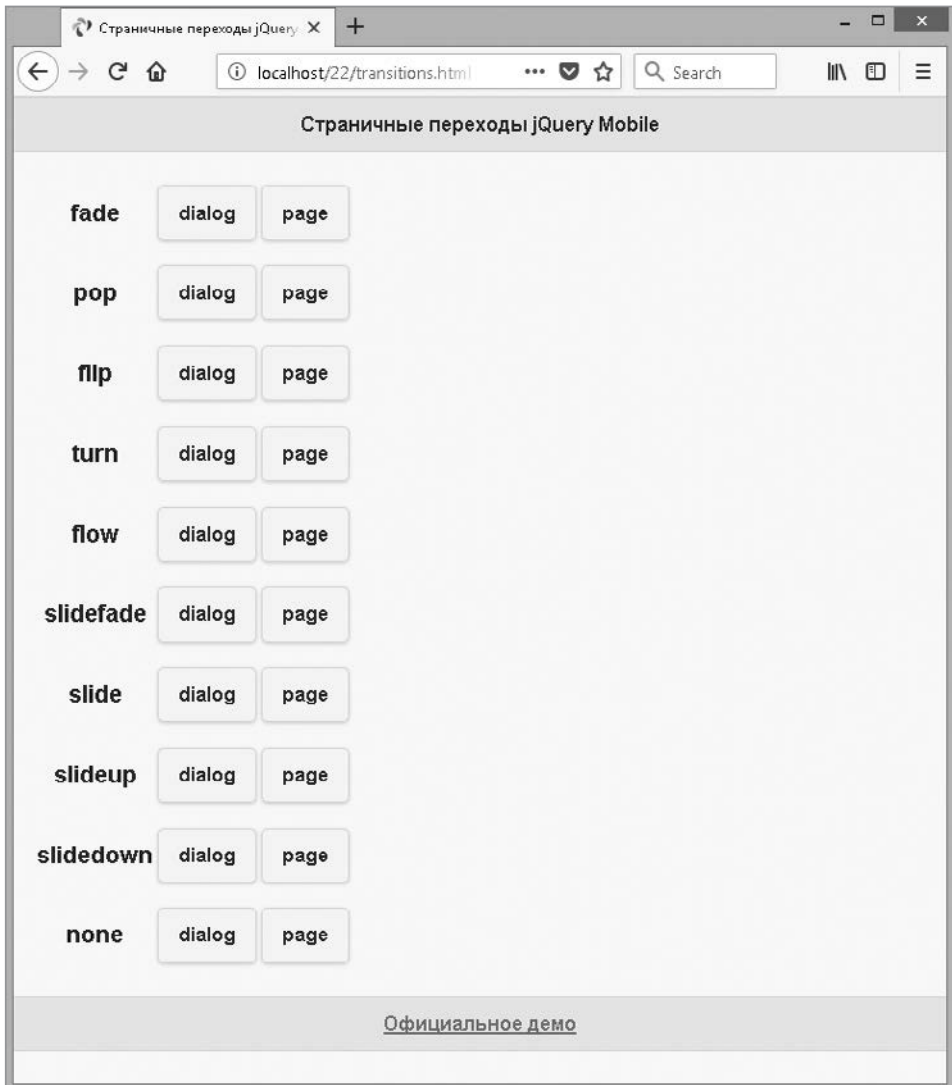 Страничные переходы jQuery
localhost/22/transitions.html
Search
Страничные переходы jQuery Mobile
fade dialog page
pop dialog page
flip dialog page
turn dialog page
flow dialog page
slidefade dialog page
slide dialog page
slideup dialog page
slidedown dialog page
none dialog page
Официальное демо